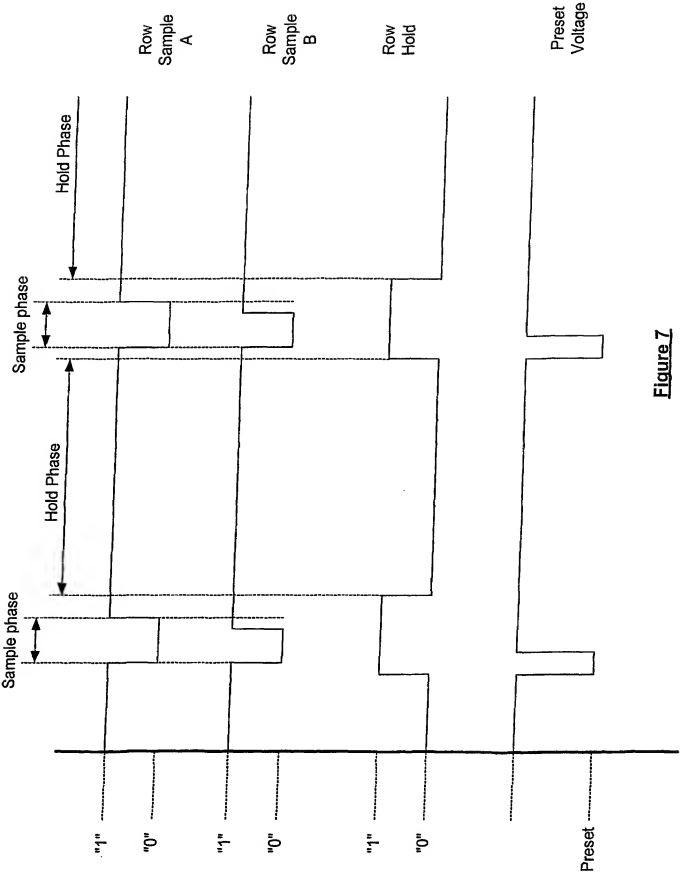 Sample phase
Hold Phase
Sample phase
Hold Phase
"1"
"0"
Row
Sample
A
"1"
"0"
Row
Sample
B
"1"
"0"
Row
Hold
Preset
Preset
Voltage
Figure 7